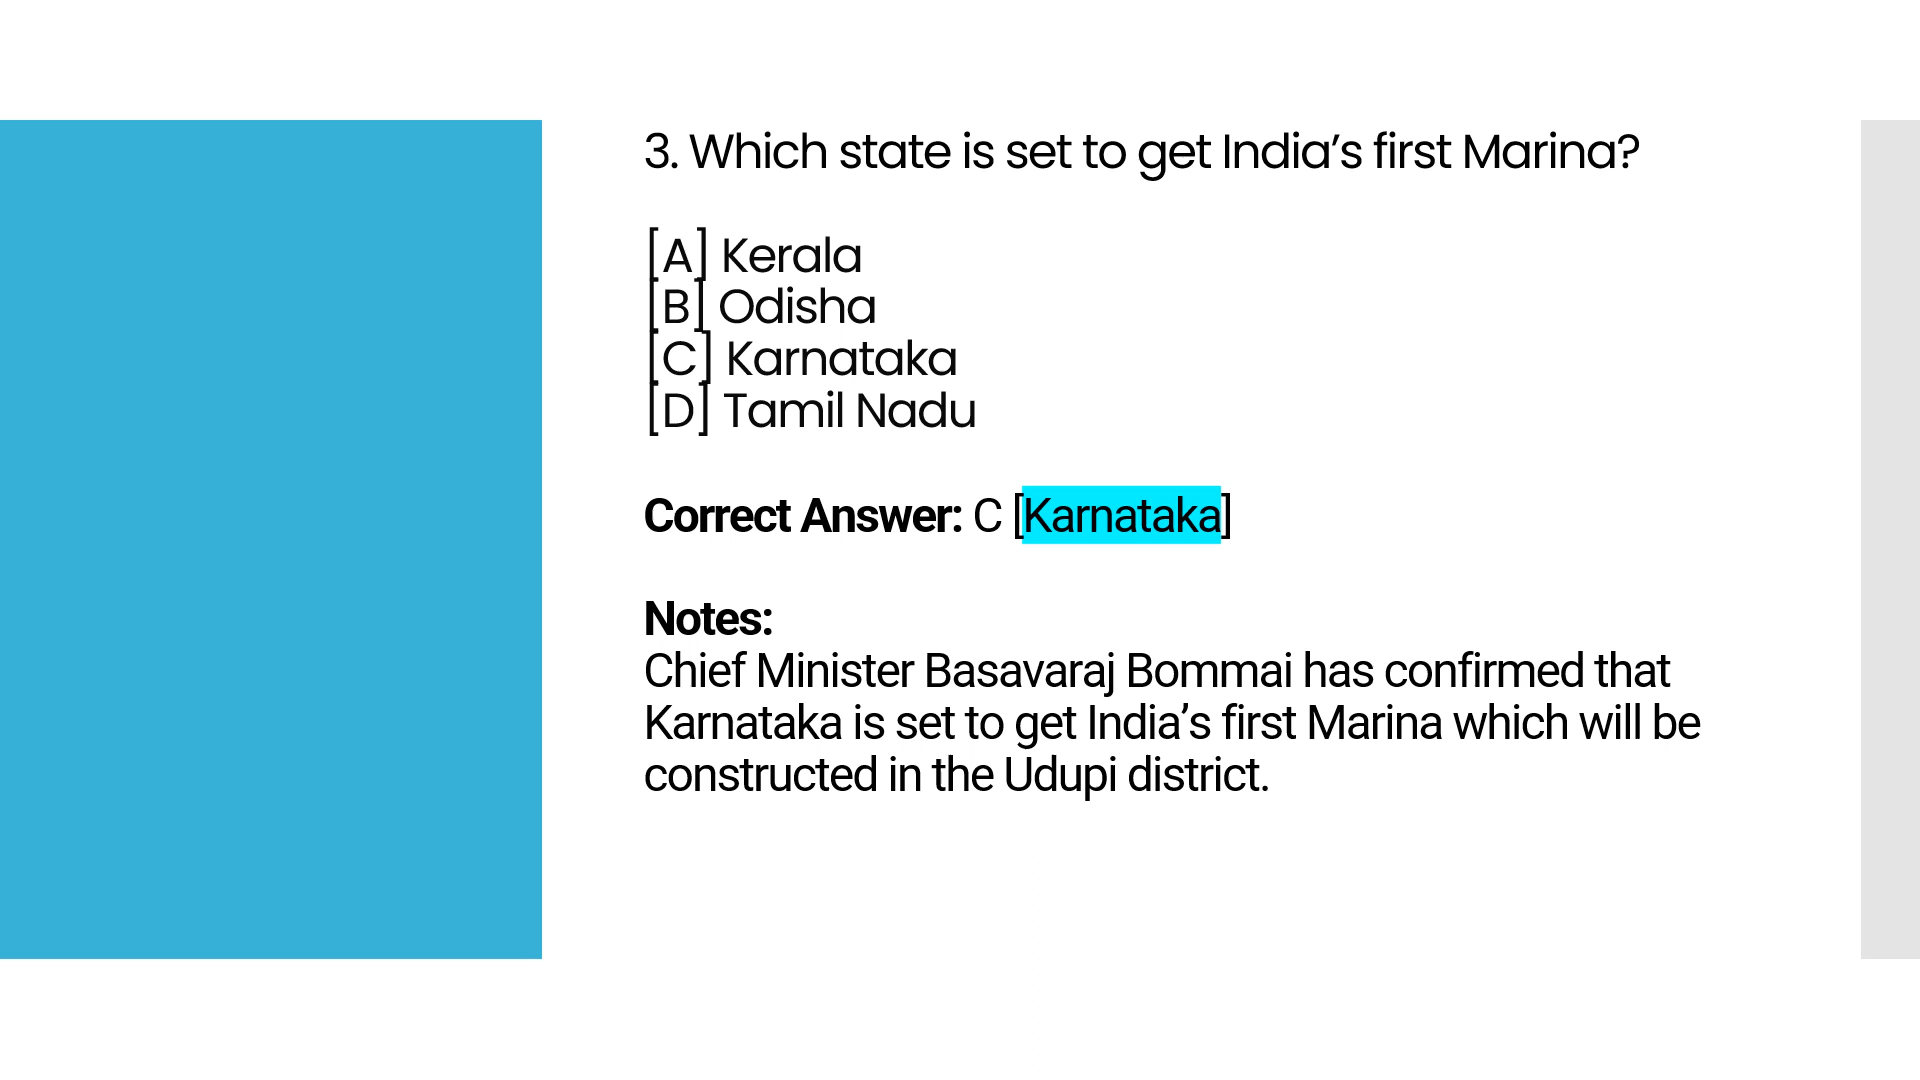 3. Which state is set to get India’s first Marina?
[A] Kerala
[B] Odisha
[C] Karnataka
[D] Tamil Nadu
Correct Answer: C [Karnataka]
Notes:
Chief Minister Basavaraj Bommai has confirmed that
Karnataka is set to get India’s first Marina which will be
constructed in the Udupi district.